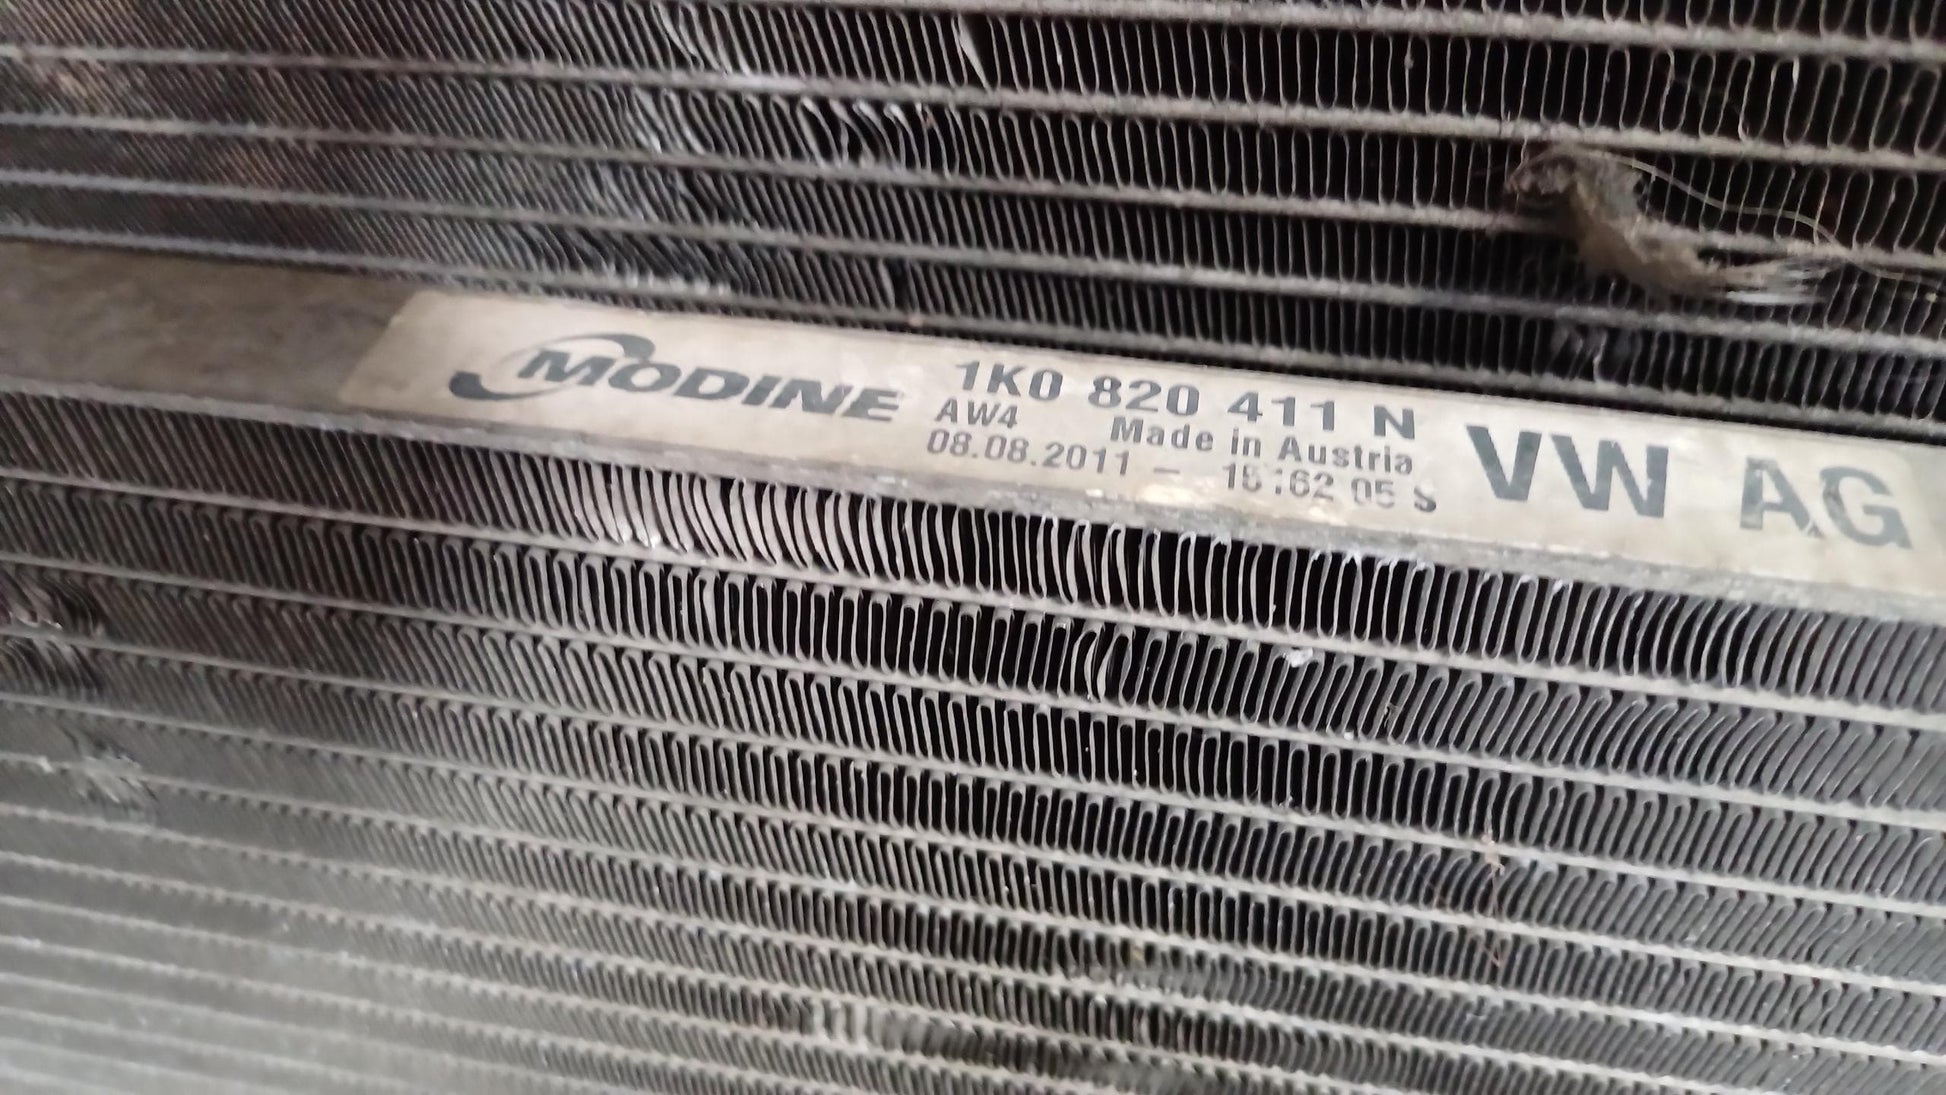 MODINE
1K0 820 411 N
AW4 Made in Austria
08.08.2011 -
VW AG